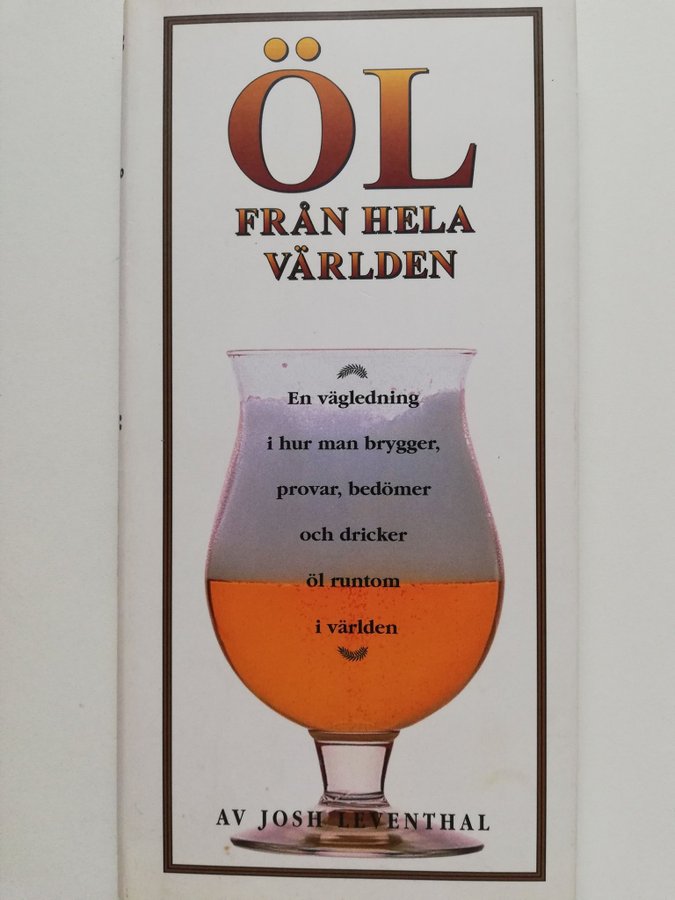 ÖL
FRÅN HELA
VÄRLDEN
En vägledning
i hur man brygger,
provar, bedömer
och dricker
öl runtom
i världen
AV JOSH LEVENTHAL